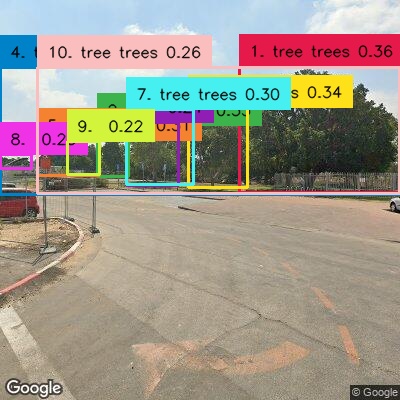 4. t
10. tree trees 0.26
1. tree trees 0.36
7. tree trees 0.30
s 0.34
9. 0.22
8. 0.2
Google
© Google